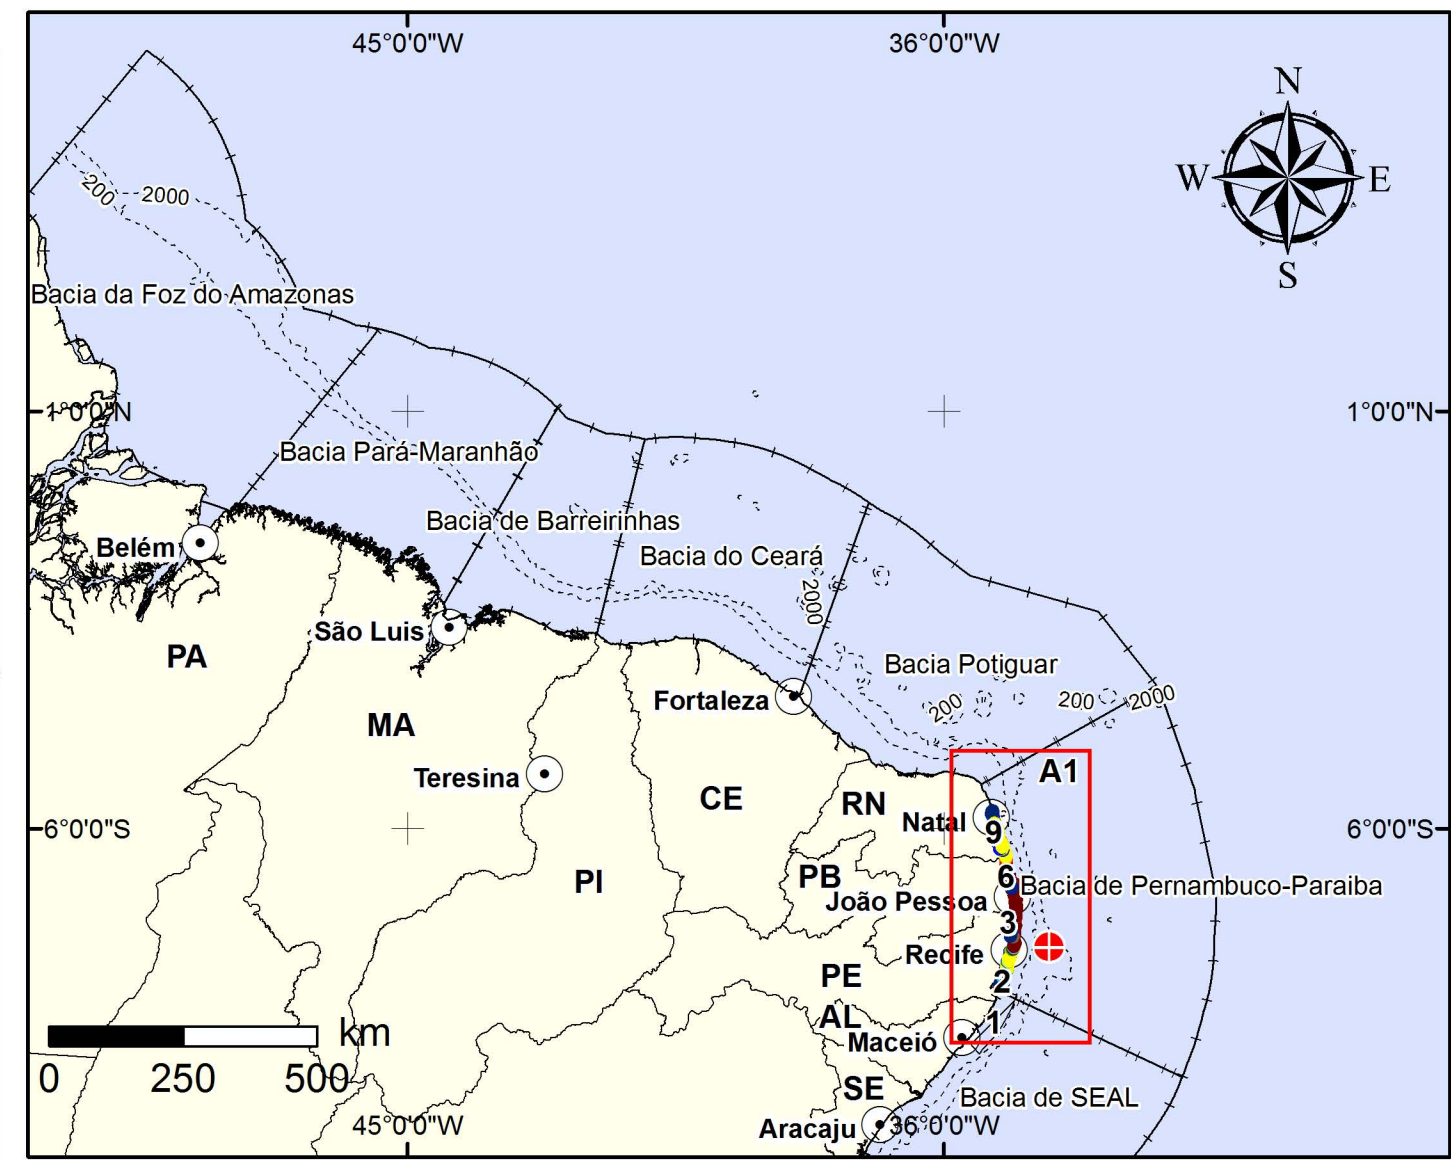 45°0'0"W
36°0'0"W
N
W
E
S
200
2000
Bacia da Foz do Amazonas
1°0'0"N
1°0'0"N
Bacia Pará-Maranhão
Bacia de Barreirinhas
Belém
Bacia do Ceará
2000
São Luis
PA
Bacia Potiguar
Fortaleza
200
200
2000
MA
A1
Teresina
CE
RN
Natal
9
6°0'0"S
6°0'0"S
PI
PB
6
Bacia de Pernambuco-Paraiba
João Pessoa
3
Recife
PE
2
AL
1
km
Maceió
0
250
500
SE
Bacia de SEAL
45°0'0"W
Aracaju
36°0'0"W